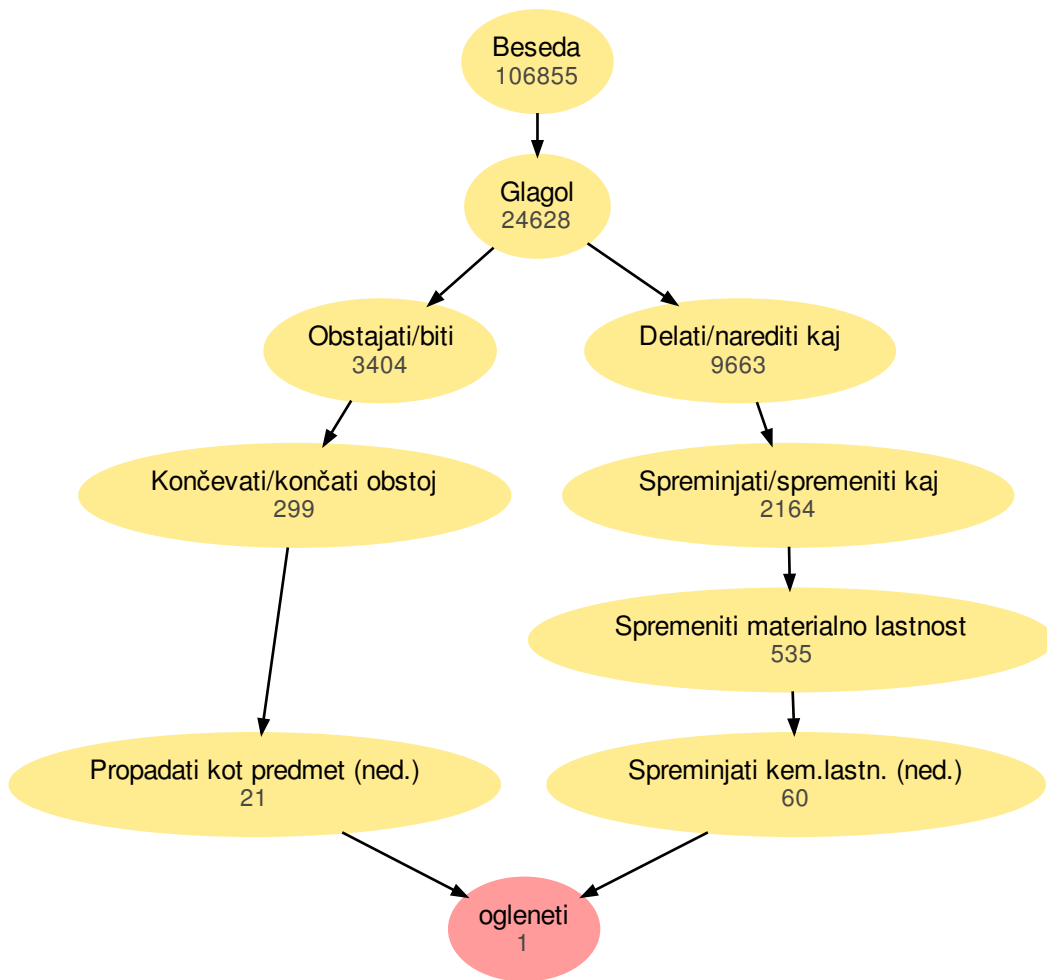 Beseda
106855
Glagol
24628
Obstajati/biti
3404
Delati/narediti kaj
9663
Končevati/končati obstoj
299
Spreminjati/spremeniti kaj
2164
Spremeniti materialno lastnost
535
Propadati kot predmet (ned.)
21
Spreminjati kem.lastn. (ned.)
60
ogleneti
1